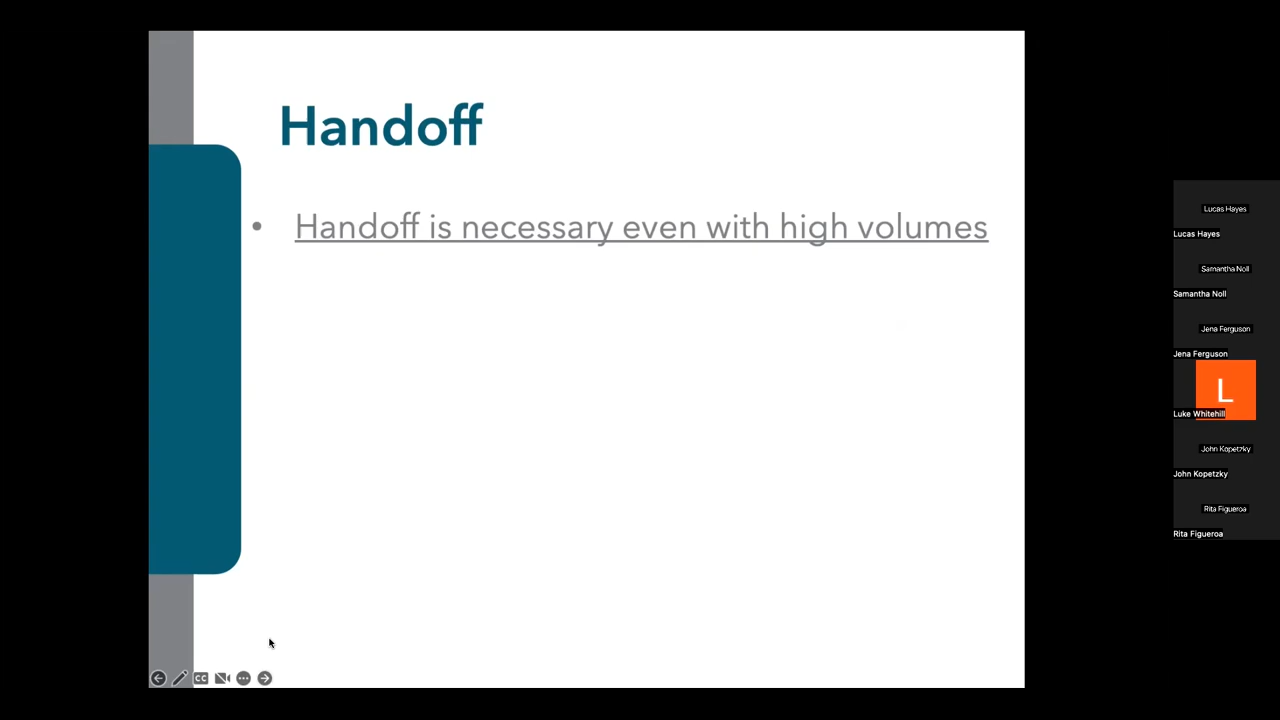 Handoff
• Handoff is necessary even with high volumes
Lucas Hayes
Lucas Hayes
Samantha Noll
Samantha Noll
Jena Ferguson
Jena Ferguson
L
Luke Whitehill
John Kopetzky
John Kopetzky
Rita Figueroa
Rita Figueroa
CC